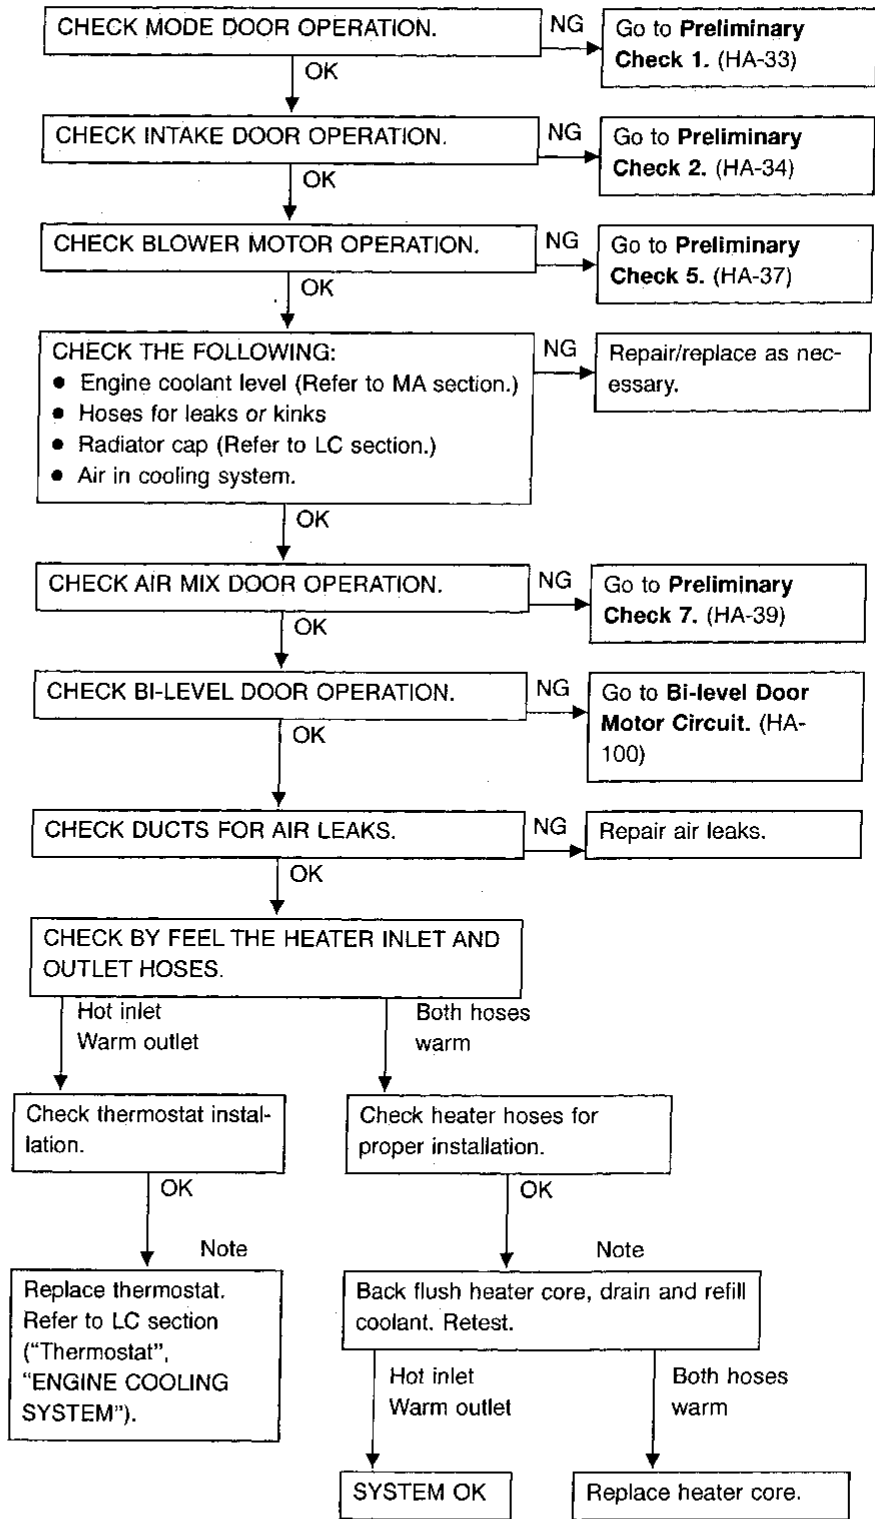 CHECK MODE DOOR OPERATION.
NG
Go to Preliminary
Check 1. (HA-33)
OK
CHECK INTAKE DOOR OPERATION.
NG
Go to Preliminary
Check 2. (HA-34)
OK
CHECK BLOWER MOTOR OPERATION.
NG
Go to Preliminary
Check 5. (HA-37)
OK
CHECK THE FOLLOWING:
● Engine coolant level (Refer to MA section.)
● Hoses for leaks or kinks
● Radiator cap (Refer to LC section.)
● Air in cooling system.
NG
Repair/replace as nec-
essary.
OK
CHECK AIR MIX DOOR OPERATION.
NG
Go to Preliminary
Check 7. (HA-39)
OK
CHECK BI-LEVEL DOOR OPERATION.
NG
Go to Bi-level Door
Motor Circuit. (HA-
100)
OK
CHECK DUCTS FOR AIR LEAKS.
NG
Repair air leaks.
OK
CHECK BY FEEL THE HEATER INLET AND
OUTLET HOSES.
Hot inlet
Warm outlet
Both hoses
warm
Check thermostat instal-
lation.
Check heater hoses for
proper installation.
OK
OK
Note
Note
Replace thermostat.
Refer to LC section
("Thermostat",
"ENGINE COOLING
SYSTEM").
Back flush heater core, drain and refill
coolant. Retest.
Hot inlet
Warm outlet
Both hoses
warm
SYSTEM OK
Replace heater core.